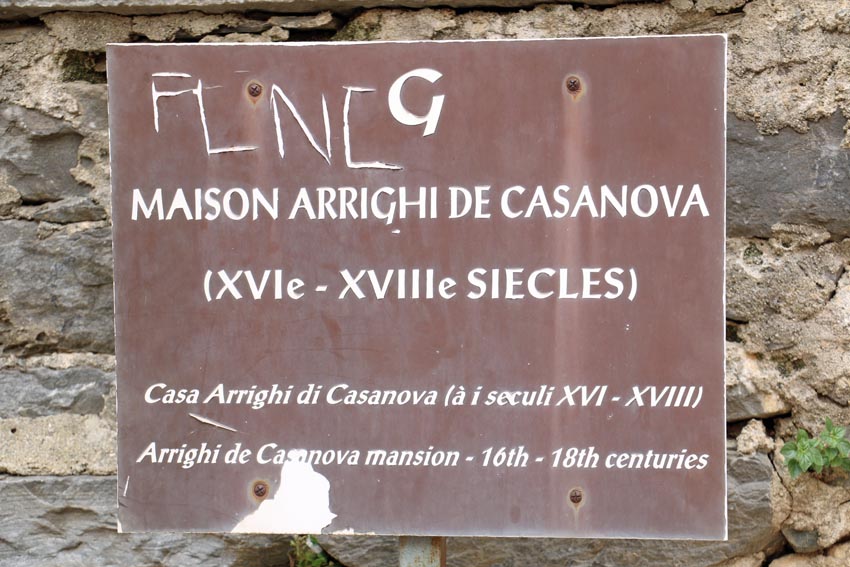 FLNC
G
MAISON ARRIGHI DE CASANOVA
(XVIe - XVIIIe SIECLES)
Casa Arrighi di Casanova (à i seculi XVI - XVIII)
Arrighi de Casanova mansion - 16th - 18th centuries